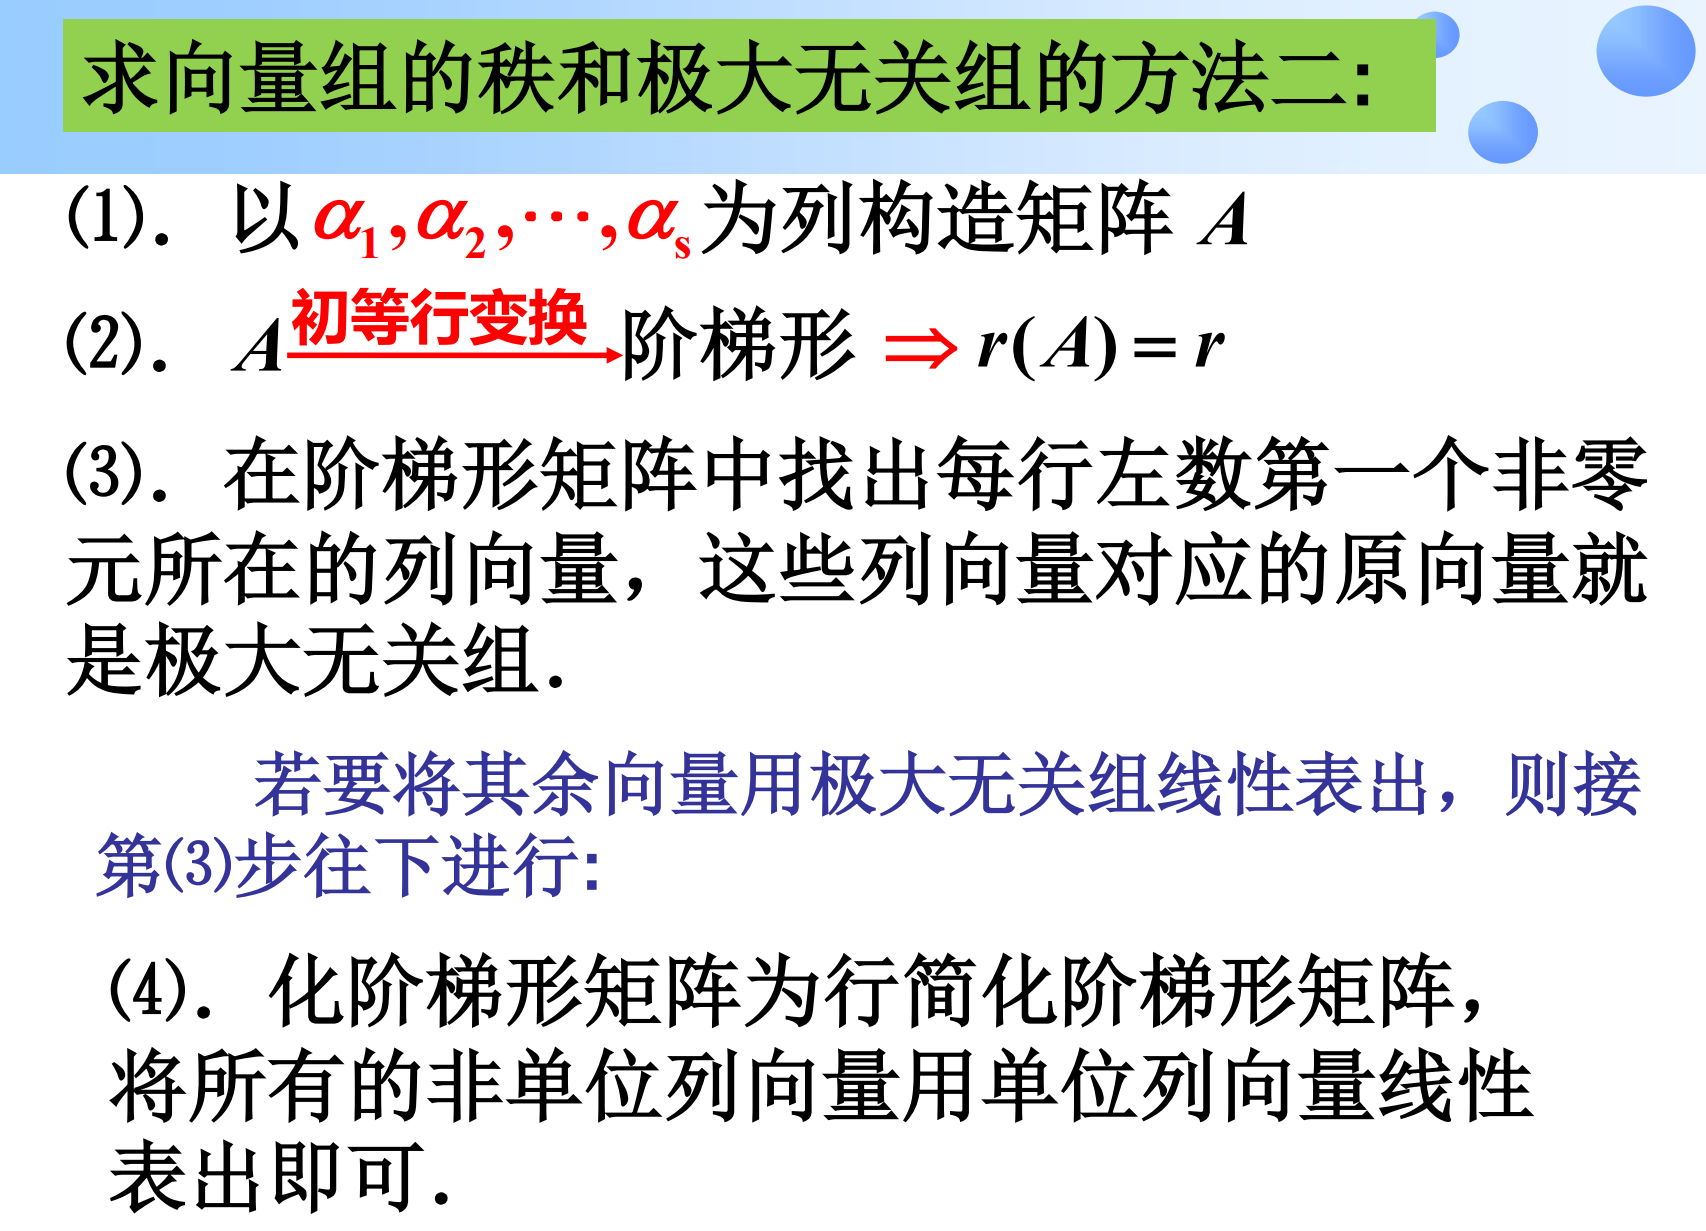 求向量组的秩和极大无关组的方法二:
(1). 以α₁,α₂,⋯,αₛ为列构造矩阵 A
(2). A 初等行变换 阶梯形 ⇒ r(A) = r
(3). 在阶梯形矩阵中找出每行左数第一个非零
元所在的列向量，这些列向量对应的原向量就
是极大无关组.
若要将其余向量用极大无关组线性表出，则接
第(3)步往下进行:
(4). 化阶梯形矩阵为行简化阶梯形矩阵，
将所有的非单位列向量用单位列向量线性
表出即可.